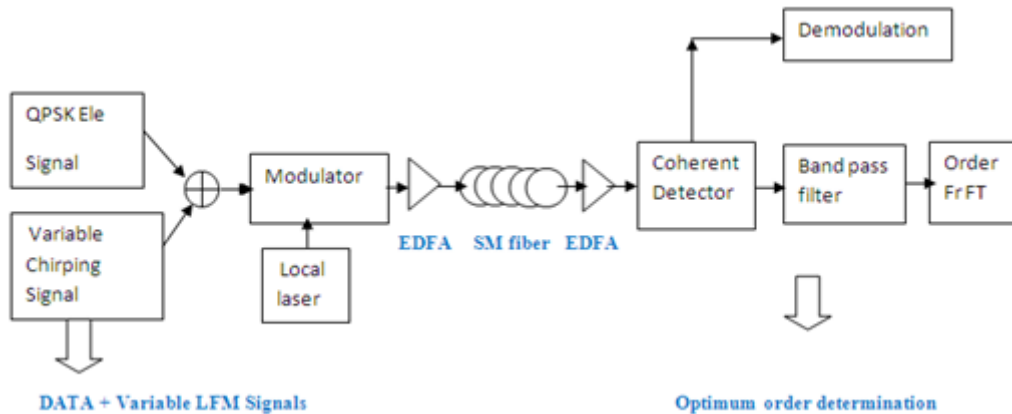 Demodulation
QPSK Ele
Signal
Modulator
Coherent
Detector
Band pass
filter
Order
Fr FT
Variable
Chirping
Signal
EDFA
SM fiber
EDFA
Local
laser
DATA + Variable LFM Signals
Optimum order determination